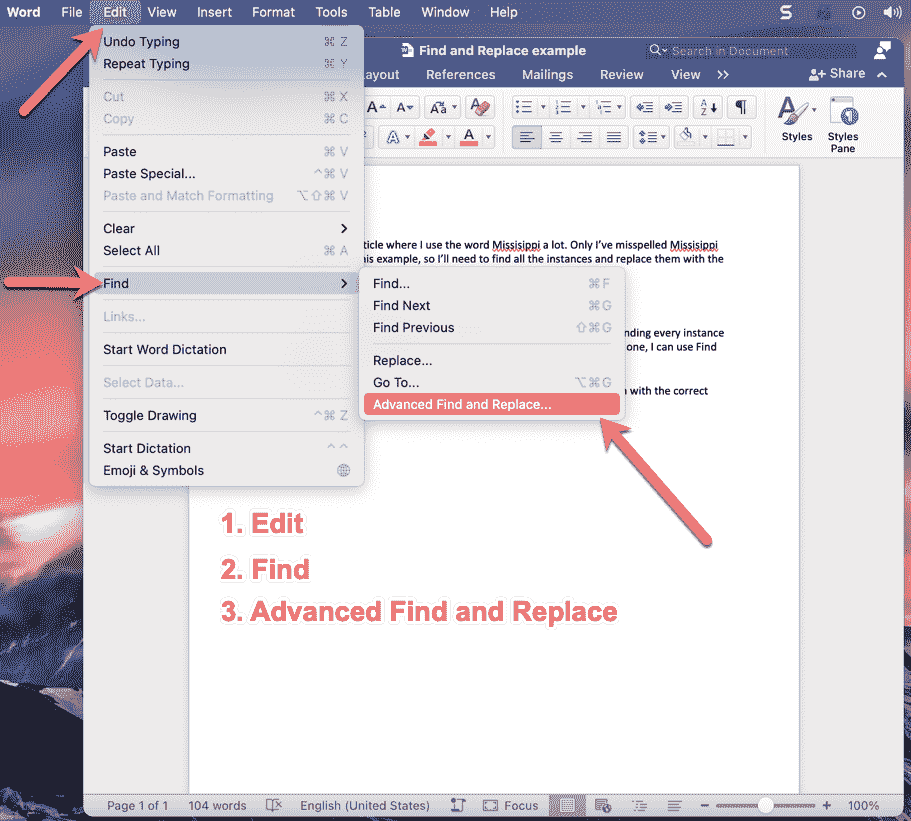 Word File Edit View Insert Format Tools Table Window Help
Undo Typing ⌘ Z
Repeat Typing ⌘ Y
Cut ⌘ X
Copy ⌘ C
Paste ⌘ V
Paste Special... ^⌘ V
Paste and Match Formatting ⌥⇧⌘ V
Clear
Select All ⌘ A
Find
Links...
Start Word Dictation
Select Data...
Toggle Drawing ^⌘ Z
Start Dictation ^ ^
Emoji & Symbols
Find... ⌘F
Find Next ⌘G
Find Previous ⇧⌘G
Replace...
Go To... ⌥⌘G
Advanced Find and Replace...
Find and Replace example
Search in Document
ayout References Mailings Review View >> Share
Styles
Styles
Pane
ticle where I use the word Missisippi a lot. Only I've misspelled Missisippi
is example, so I'll need to find all the instances and replace them with the
nding every instance
one, I can use Find
with the correct
1. Edit
2. Find
3. Advanced Find and Replace
Page 1 of 1 104 words English (United States) Focus 100%